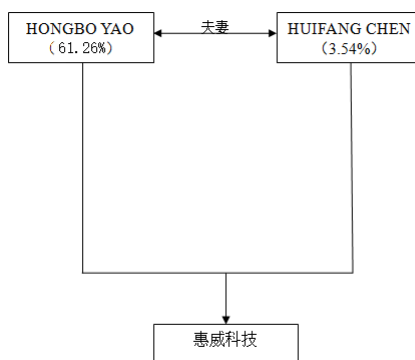 HONGBO YAO
（61.26%）
夫妻
HUIFANG CHEN
（3.54%）
惠威科技